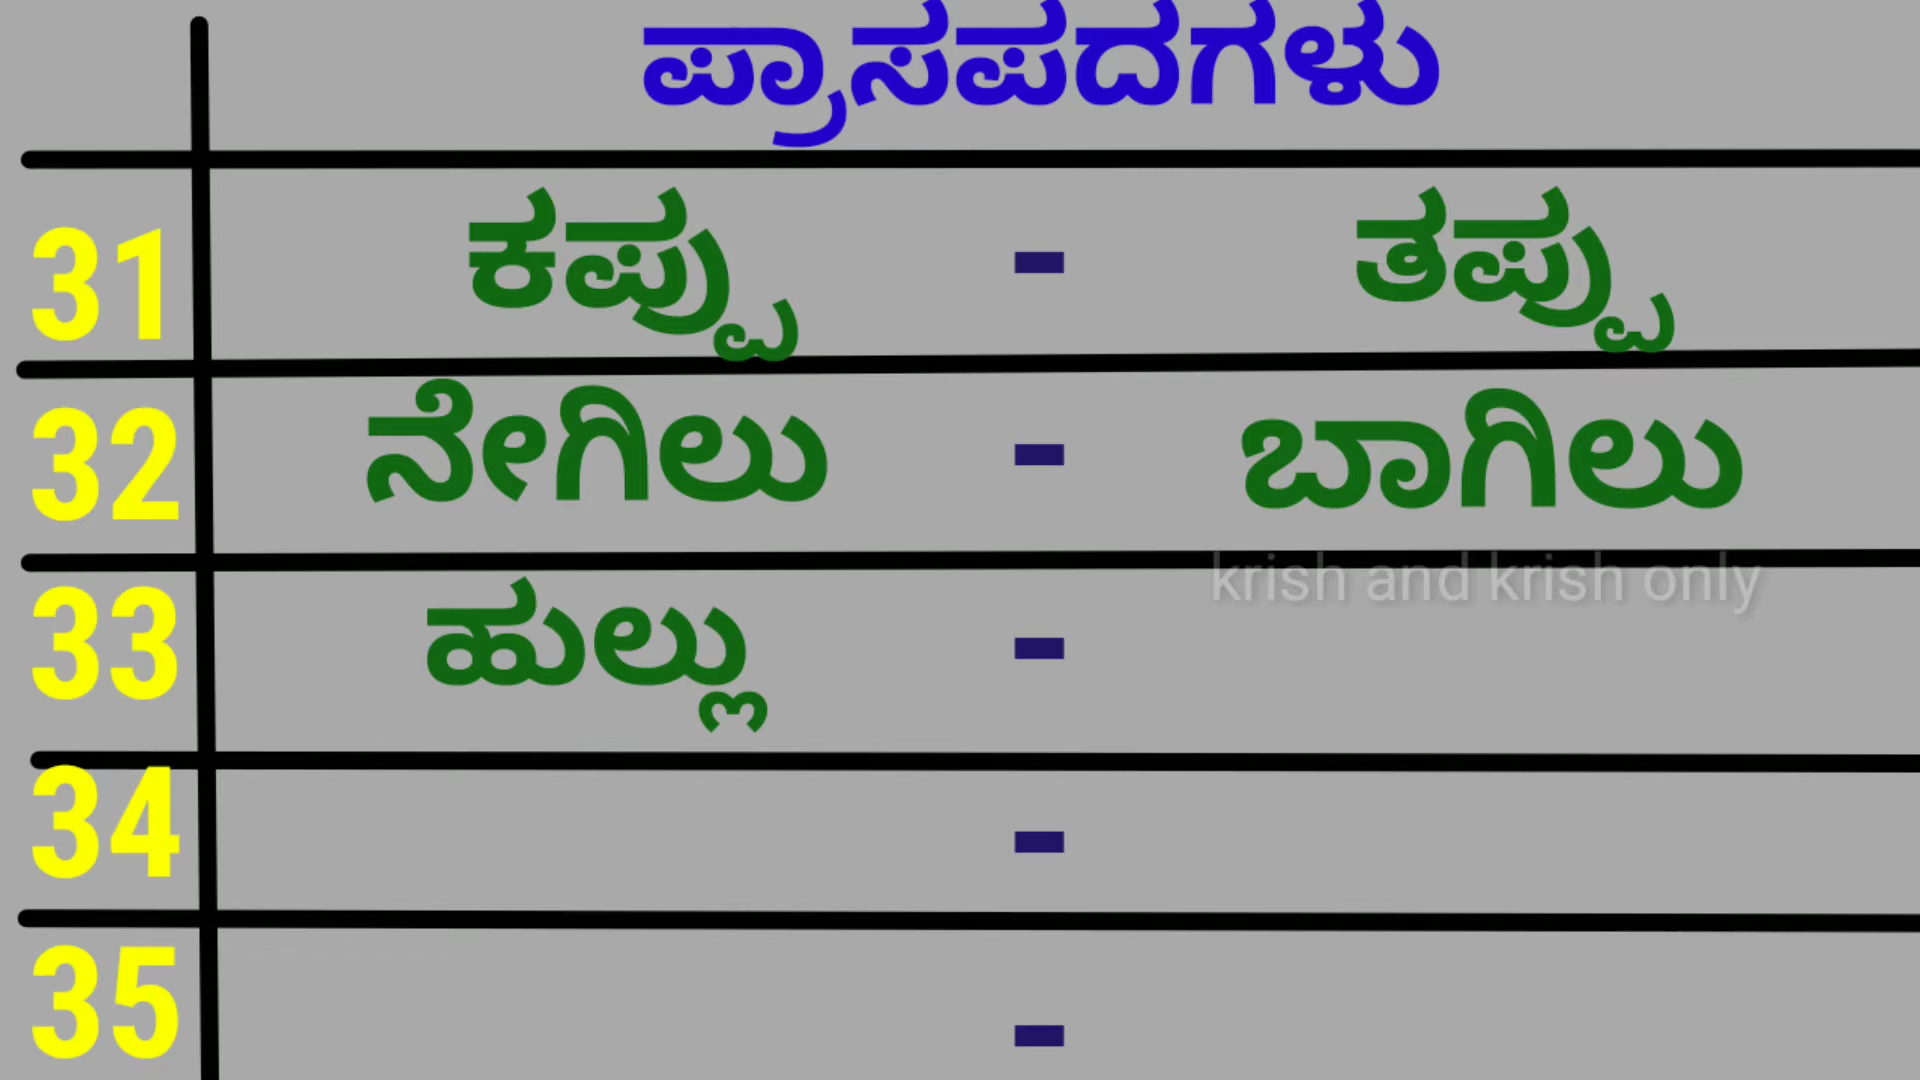 ಪ್ರಾಸಪದಗಳು
31 ಕಪ್ಪು - ತಪ್ಪು
32 ನೇಗಿಲು - ಬಾಗಿಲು
krish and krish only
33 ಹುಲ್ಲು -
34 -
35 -